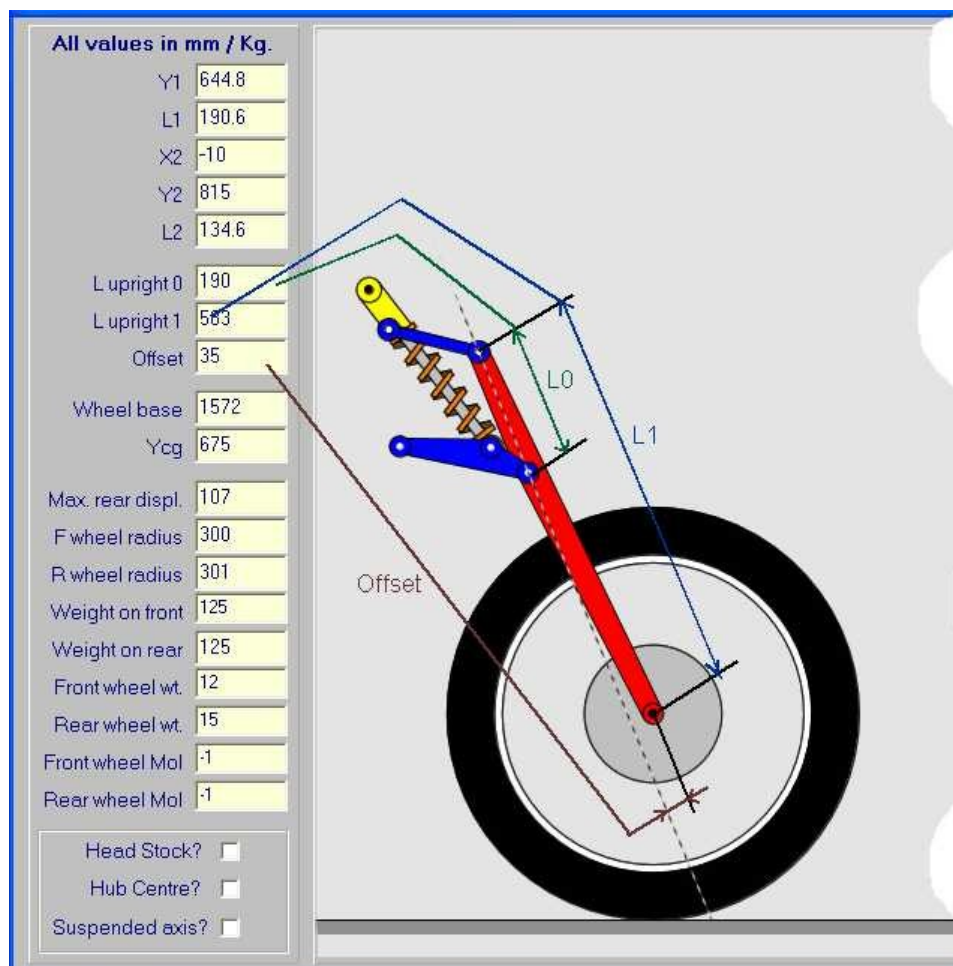 All values in mm / Kg.
Y1 644.8
L1 190.6
X2 -10
Y2 815
L2 134.6
L upright 0 190
L upright 1 563
Offset 35
Wheel base 1572
Ycg 675
Max. rear displ. 107
F wheel radius 300
R wheel radius 301
Weight on front 125
Weight on rear 125
Front wheel wt. 12
Rear wheel wt. 15
Front wheel MoI -1
Rear wheel MoI -1
Head Stock?
Hub Centre?
Suspended axis?
L0
L1
Offset